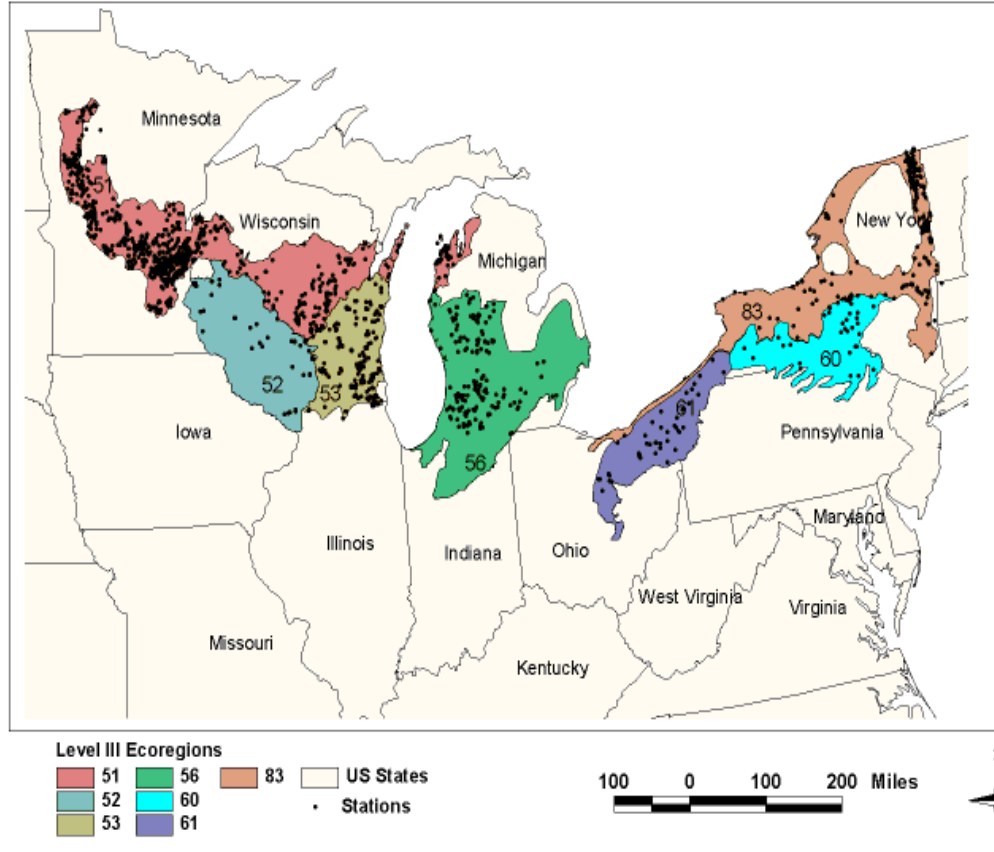 Minnesota
51
Wisconsin
New York
Michigan
83
60
52
53
61
Iowa
Pennsylvania
56
Maryland
Illinois
Indiana
Ohio
West Virginia
Virginia
Missouri
Kentucky
Level III Ecoregions
51 56 83 US States
52 60 Stations
53 61
100 0 100 200 Miles